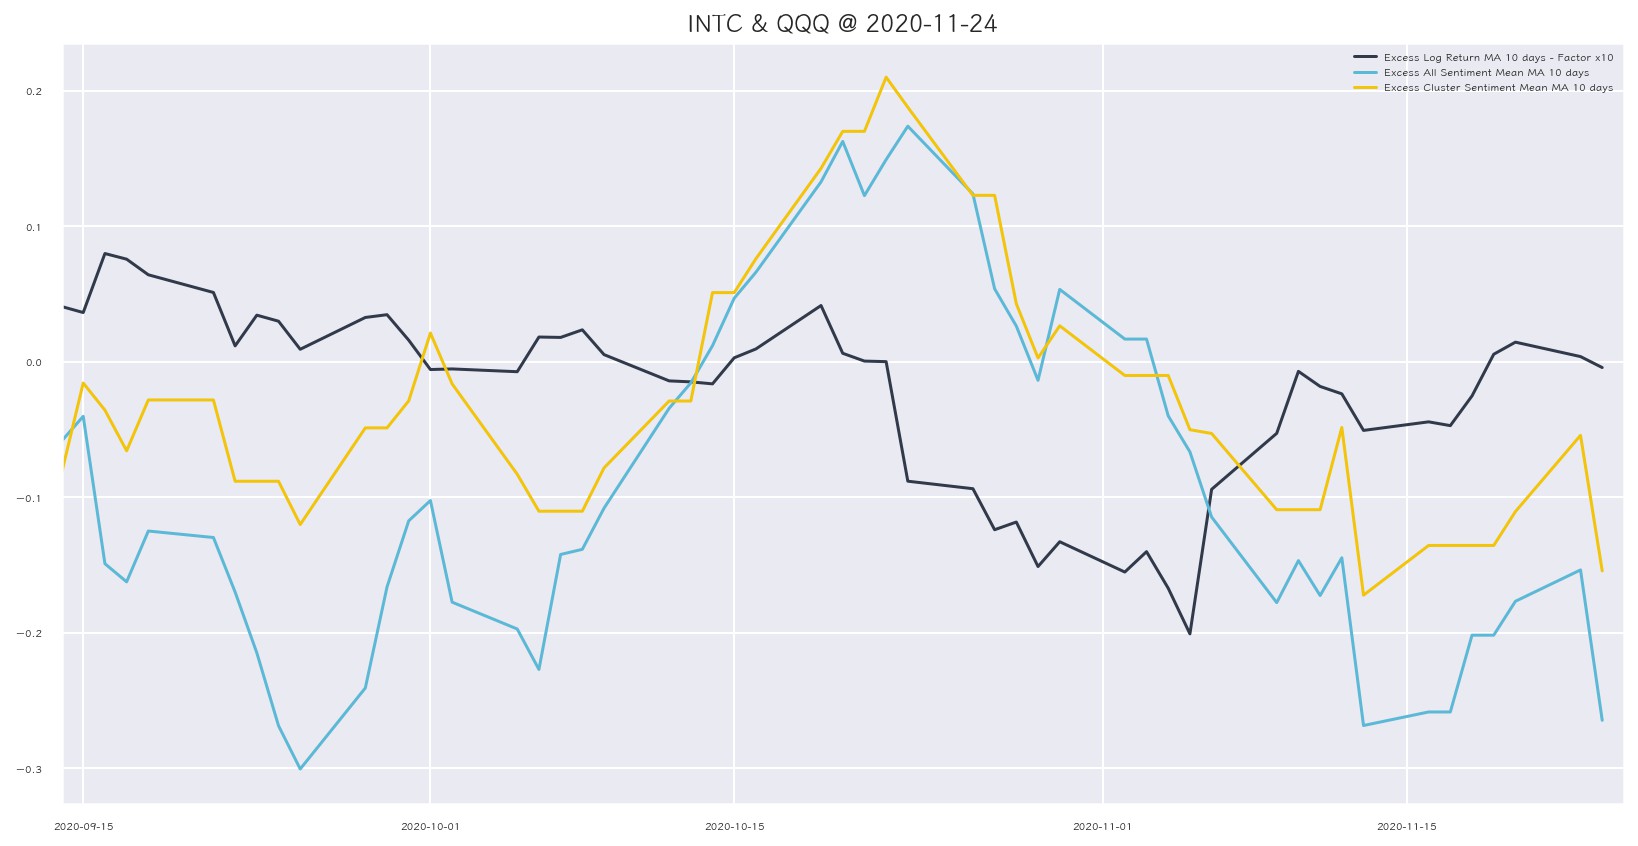 INTC & QQQ @ 2020-11-24
Excess Log Return MA 10 days - Factor x10
Excess All Sentiment Mean MA 10 days
Excess Cluster Sentiment Mean MA 10 days
0.2
0.1
0.0
−0.1
−0.2
−0.3
2020-09-15
2020-10-01
2020-10-15
2020-11-01
2020-11-15